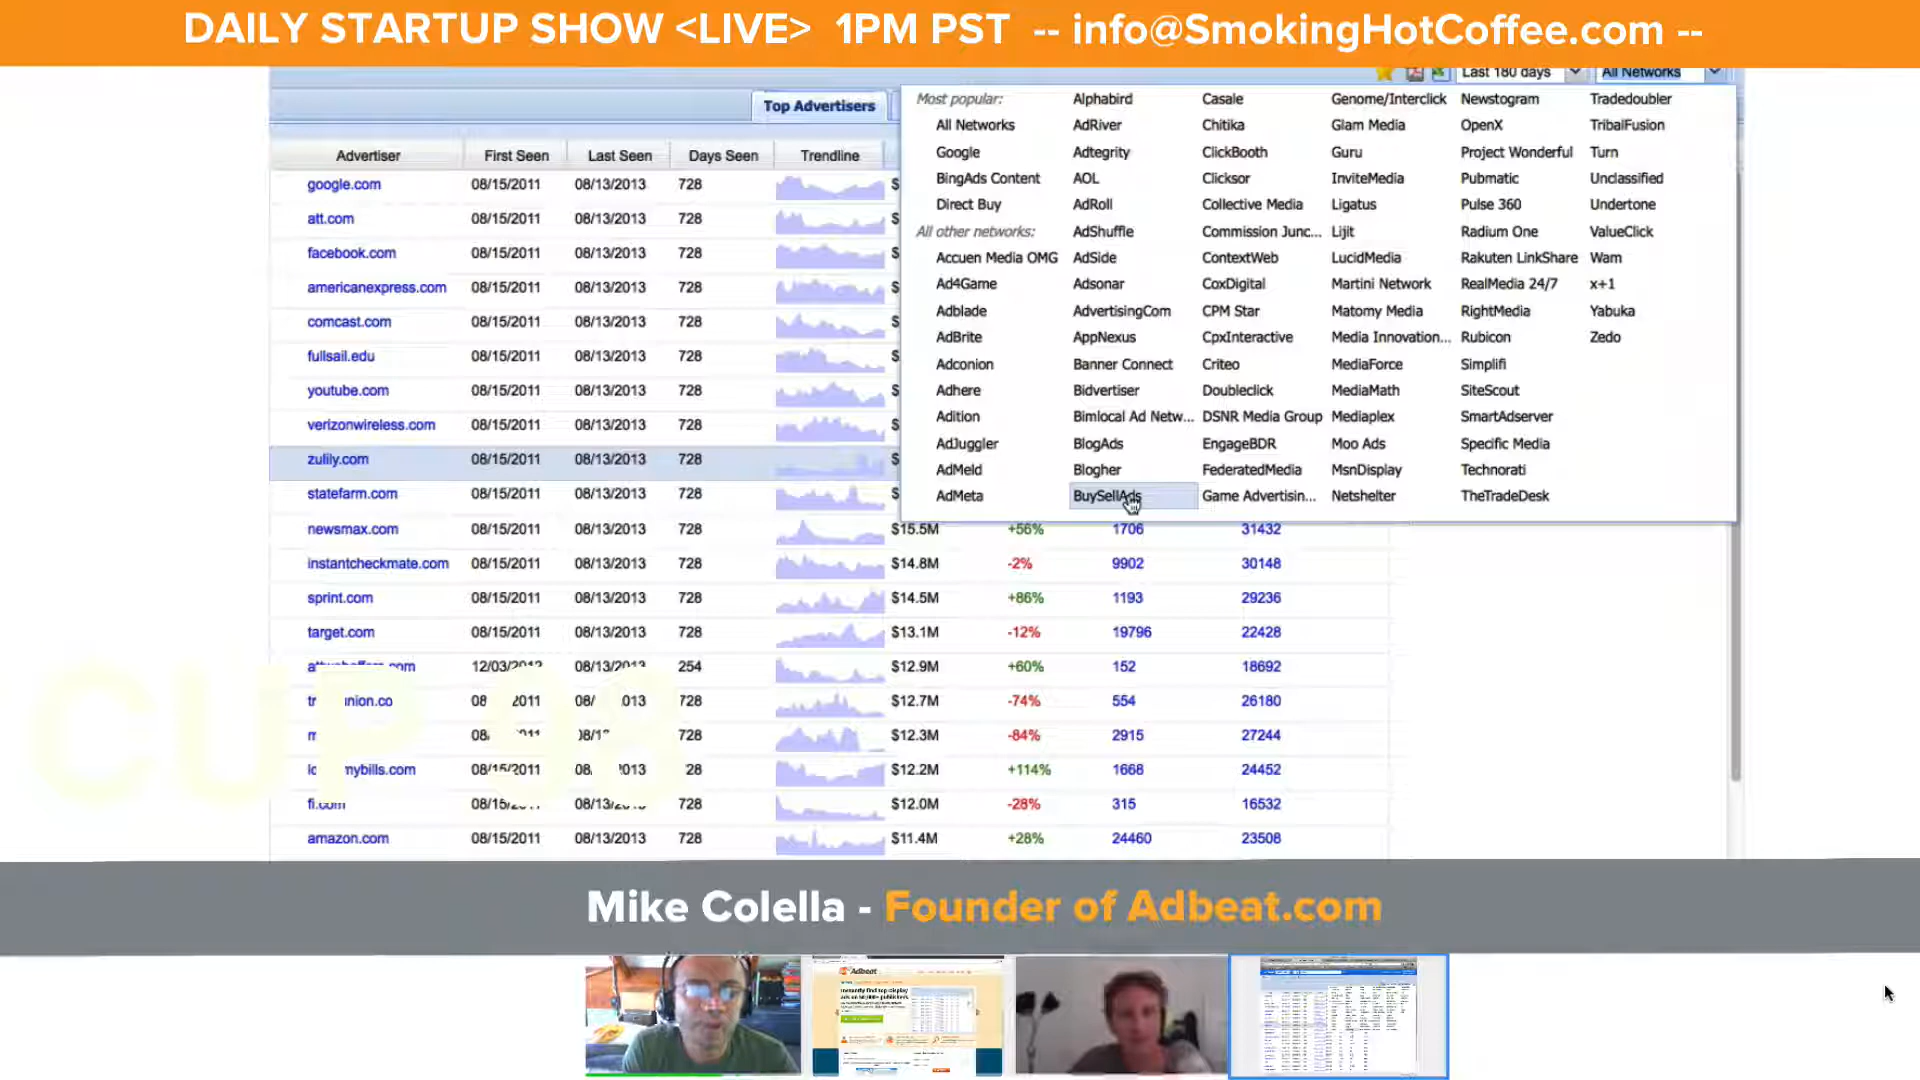 DAILY STARTUP SHOW <LIVE> 1PM PST -- info@SmokingHotCoffee.com --
Last 180 days All Networks
Top Advertisers
Advertiser First Seen Last Seen Days Seen Trendline
google.com 08/15/2011 08/13/2013 728 $
att.com 08/15/2011 08/13/2013 728 $
facebook.com 08/15/2011 08/13/2013 728 $
americanexpress.com 08/15/2011 08/13/2013 728 $
comcast.com 08/15/2011 08/13/2013 728 $
fullsail.edu 08/15/2011 08/13/2013 728 $
youtube.com 08/15/2011 08/13/2013 728 $
verizonwireless.com 08/15/2011 08/13/2013 728 $
zulily.com 08/15/2011 08/13/2013 728 $
statefarm.com 08/15/2011 08/13/2013 728 $
newsmax.com 08/15/2011 08/13/2013 728 $15.5M +56% 1706 31432
instantcheckmate.com 08/15/2011 08/13/2013 728 $14.8M -2% 9902 30148
sprint.com 08/15/2011 08/13/2013 728 $14.5M +86% 1193 29236
target.com 08/15/2011 08/13/2013 728 $13.1M -12% 19796 22428
254 $12.9M +60% 152 18692
728 $12.7M -74% 554 26180
728 $12.3M -84% 2915 27244
mybills.com $12.2M +114% 1668 24452
728 $12.0M -28% 315 16532
amazon.com 08/15/2011 08/13/2013 728 $11.4M +28% 24460 23508
Most popular: Alphabird Casale Genome/Interclick Newstogram Tradedoubler
All Networks AdRiver Chitika Glam Media OpenX TribalFusion
Google Adtegrity ClickBooth Guru Project Wonderful Turn
BingAds Content AOL Clicksor InviteMedia Pubmatic Unclassified
Direct Buy AdRoll Collective Media Ligatus Pulse 360 Undertone
All other networks: AdShuffle Commission Junc... Lijit Radium One ValueClick
Accuen Media OMG AdSide ContextWeb LucidMedia Rakuten LinkShare Wam
Ad4Game Adsonar CoxDigital Martini Network RealMedia 24/7 x+1
Adblade AdvertisingCom CPM Star Matomy Media RightMedia Yabuka
AdBrite AppNexus CpxInteractive Media Innovation... Rubicon Zedo
Adconion Banner Connect Criteo MediaForce Simplifi
Adhere Bidvertiser Doubleclick MediaMath SiteScout
Adition Bimlocal Ad Netw... DSNR Media Group Mediaplex SmartAdserver
AdJuggler BlogAds EngageBDR Moo Ads Specific Media
AdMeld Blogher FederatedMedia MsnDisplay Technorati
AdMeta BuySellAds Game Advertisin... Netshelter TheTradeDesk
CUP 98
Mike Colella - Founder of Adbeat.com
Adbeat